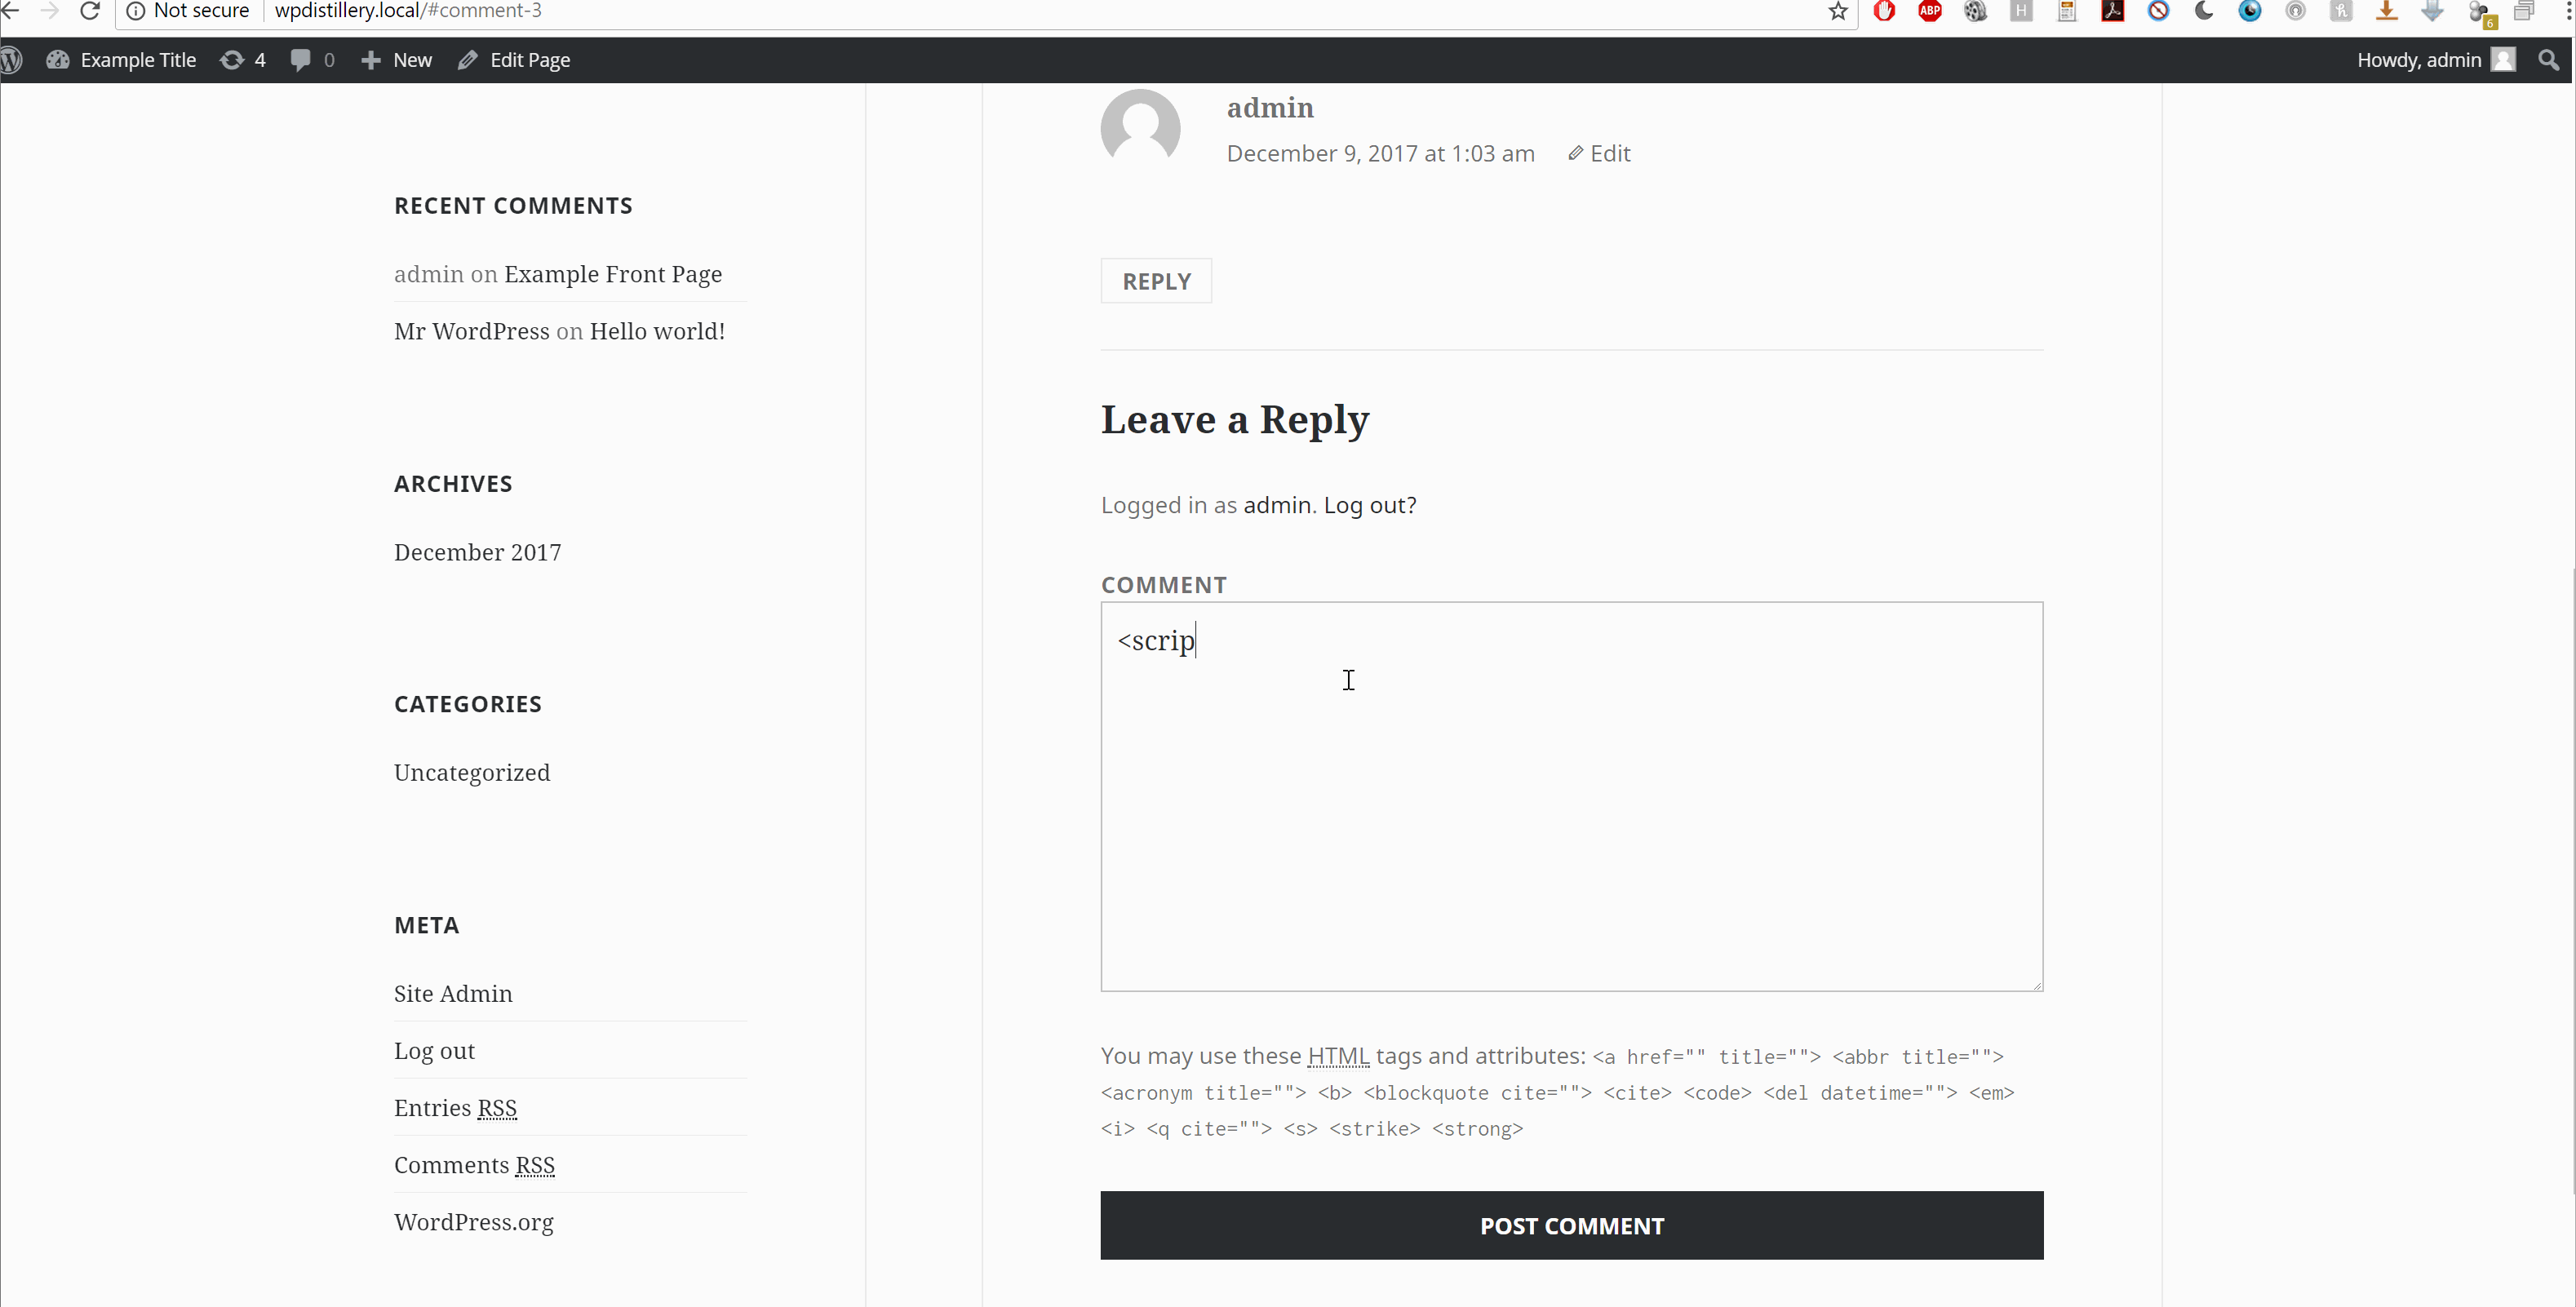 Not secure wpdistillery.local/#comment-3
ABP H 6
Example Title 4 0 New Edit Page Howdy, admin
RECENT COMMENTS
admin on Example Front Page
Mr WordPress on Hello world!
ARCHIVES
December 2017
CATEGORIES
Uncategorized
META
Site Admin
Log out
Entries RSS
Comments RSS
WordPress.org
admin
December 9, 2017 at 1:03 am Edit
REPLY
Leave a Reply
Logged in as admin. Log out?
COMMENT
<scrip
You may use these HTML tags and attributes: <a href="" title=""> <abbr title="">
<acronym title=""> <b> <blockquote cite=""> <cite> <code> <del datetime=""> <em>
<i> <q cite=""> <s> <strike> <strong>
POST COMMENT